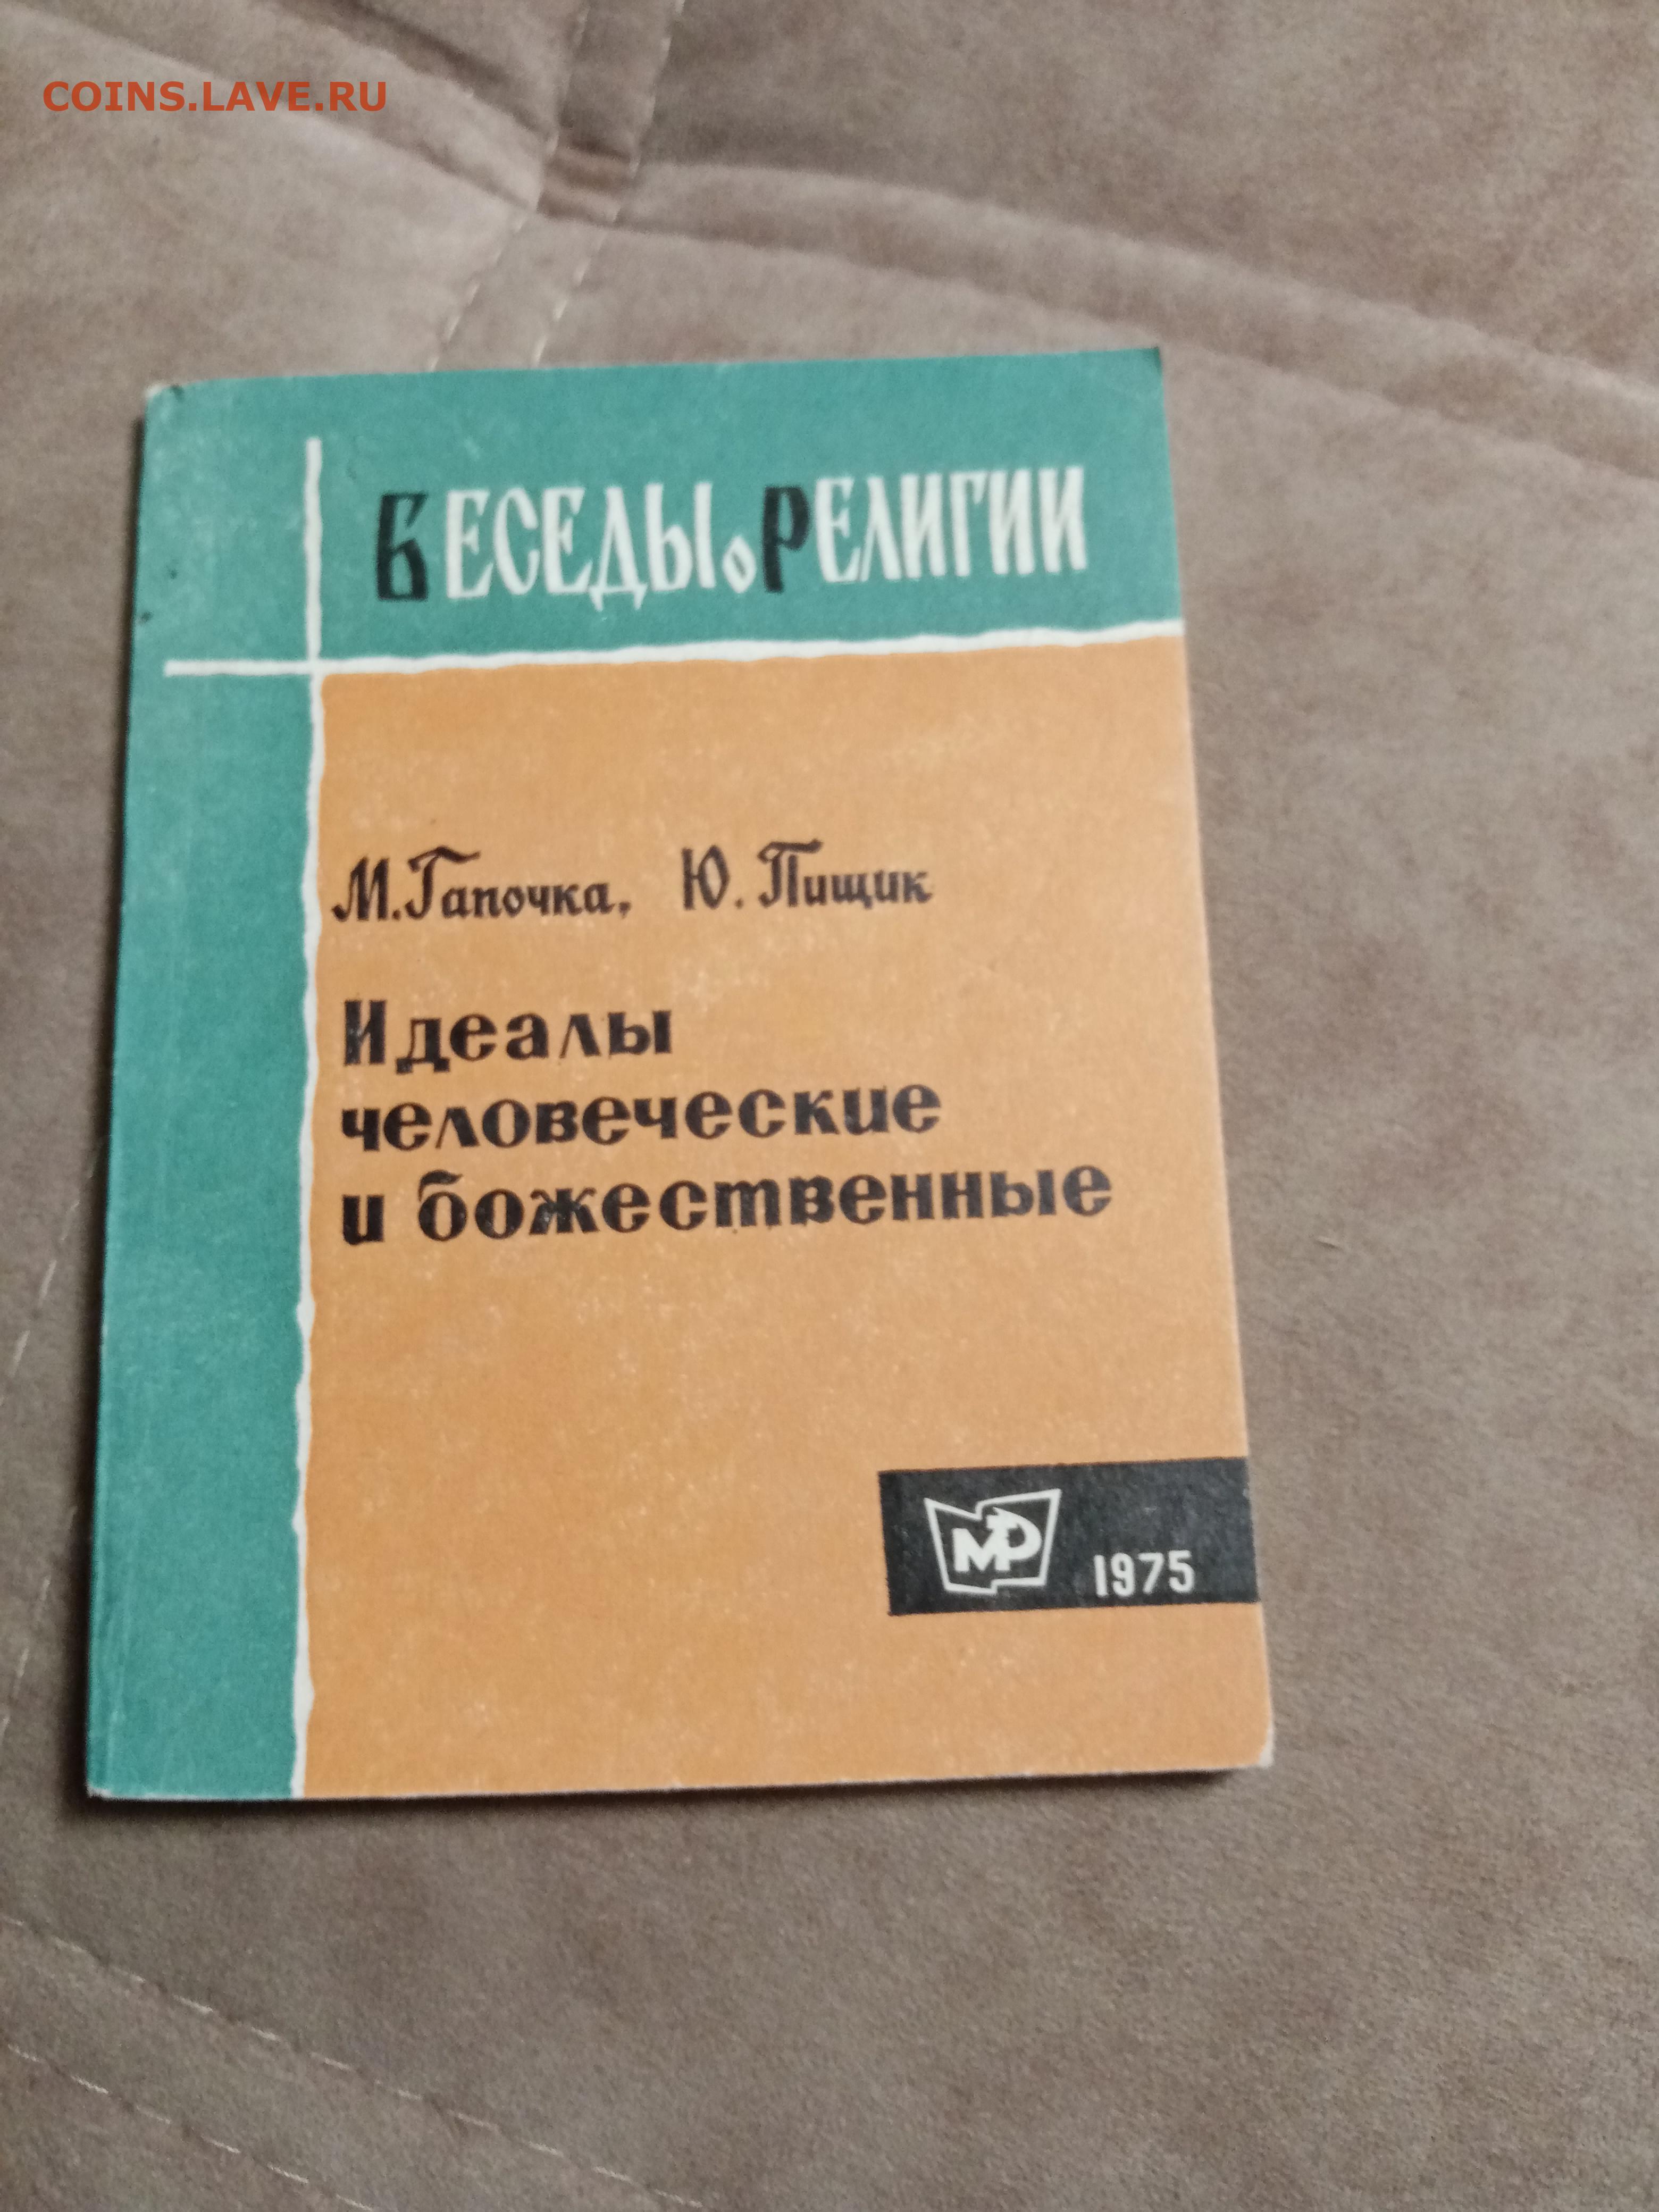 COINS.LAVE.RU
БЕСЕДЫ о РЕЛИГИИ
М. Гапочка, Ю. Пищик
Идеалы
человеческие
и божественные
МР 1975